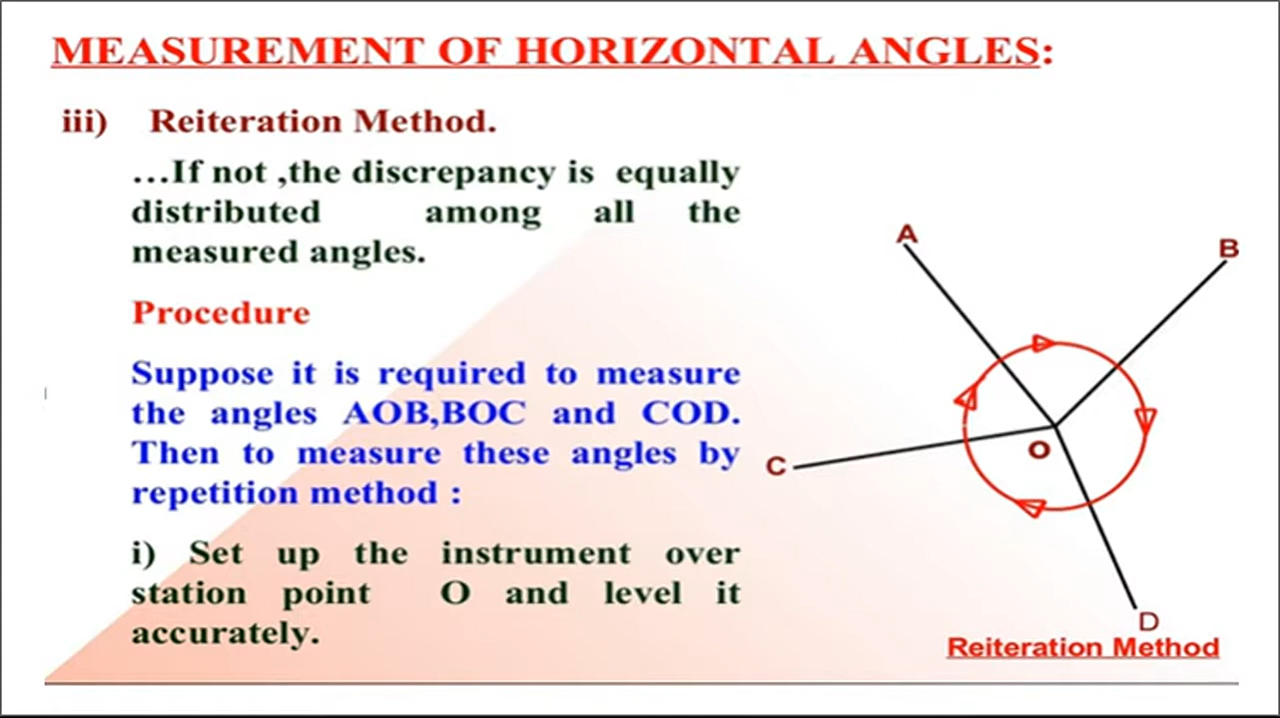 MEASUREMENT OF HORIZONTAL ANGLES:
iii) Reiteration Method.
...If not ,the discrepancy is equally
distributed among all the
measured angles.
Procedure
Suppose it is required to measure
the angles AOB,BOC and COD.
Then to measure these angles by
repetition method :
i) Set up the instrument over
station point O and level it
accurately.
A
B
C
O
D
Reiteration Method